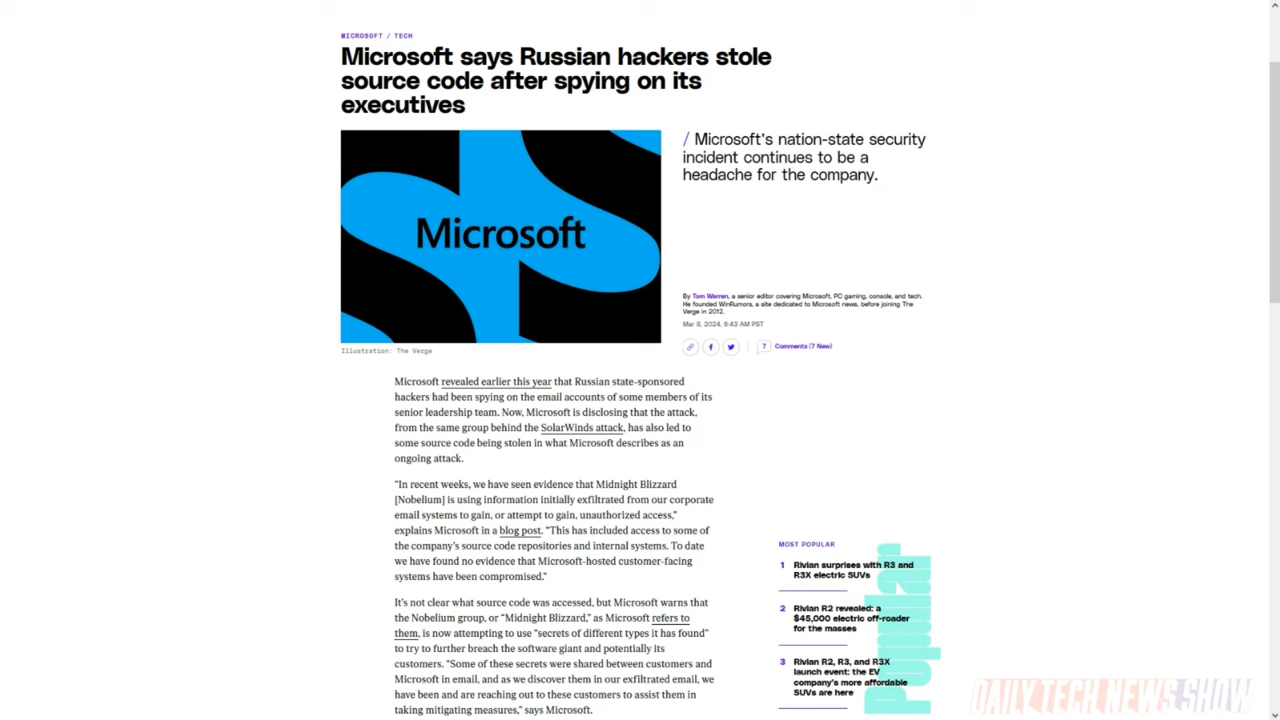 MICROSOFT / TECH
Microsoft says Russian hackers stole
source code after spying on its
executives
Microsoft
Illustration: The Verge
/ Microsoft's nation-state security
incident continues to be a
headache for the company.
By Tom Warren, a senior editor covering Microsoft, PC gaming, console, and tech.
He founded WinRumors, a site dedicated to Microsoft news, before joining The
Verge in 2012.
Mar 8, 2024, 6:43 AM PST
7 Comments (7 New)
Microsoft revealed earlier this year that Russian state-sponsored
hackers had been spying on the email accounts of some members of its
senior leadership team. Now, Microsoft is disclosing that the attack,
from the same group behind the SolarWinds attack, has also led to
some source code being stolen in what Microsoft describes as an
ongoing attack.
“In recent weeks, we have seen evidence that Midnight Blizzard
[Nobelium] is using information initially exfiltrated from our corporate
email systems to gain, or attempt to gain, unauthorized access,”
explains Microsoft in a blog post. “This has included access to some of
the company's source code repositories and internal systems. To date
we have found no evidence that Microsoft-hosted customer-facing
systems have been compromised.”
It's not clear what source code was accessed, but Microsoft warns that
the Nobelium group, or “Midnight Blizzard,” as Microsoft refers to
them, is now attempting to use “secrets of different types it has found”
to try to further breach the software giant and potentially its
customers. “Some of these secrets were shared between customers and
Microsoft in email, and as we discover them in our exfiltrated email, we
have been and are reaching out to these customers to assist them in
taking mitigating measures,” says Microsoft.
MOST POPULAR
Popular
1 Rivian surprises with R3 and
R3X electric SUVs
2 Rivian R2 revealed: a
$45,000 electric off-roader
for the masses
3 Rivian R2, R3, and R3X
launch event: the EV
company's more affordable
SUVs are here
DAILY TECH NEWS SHOW